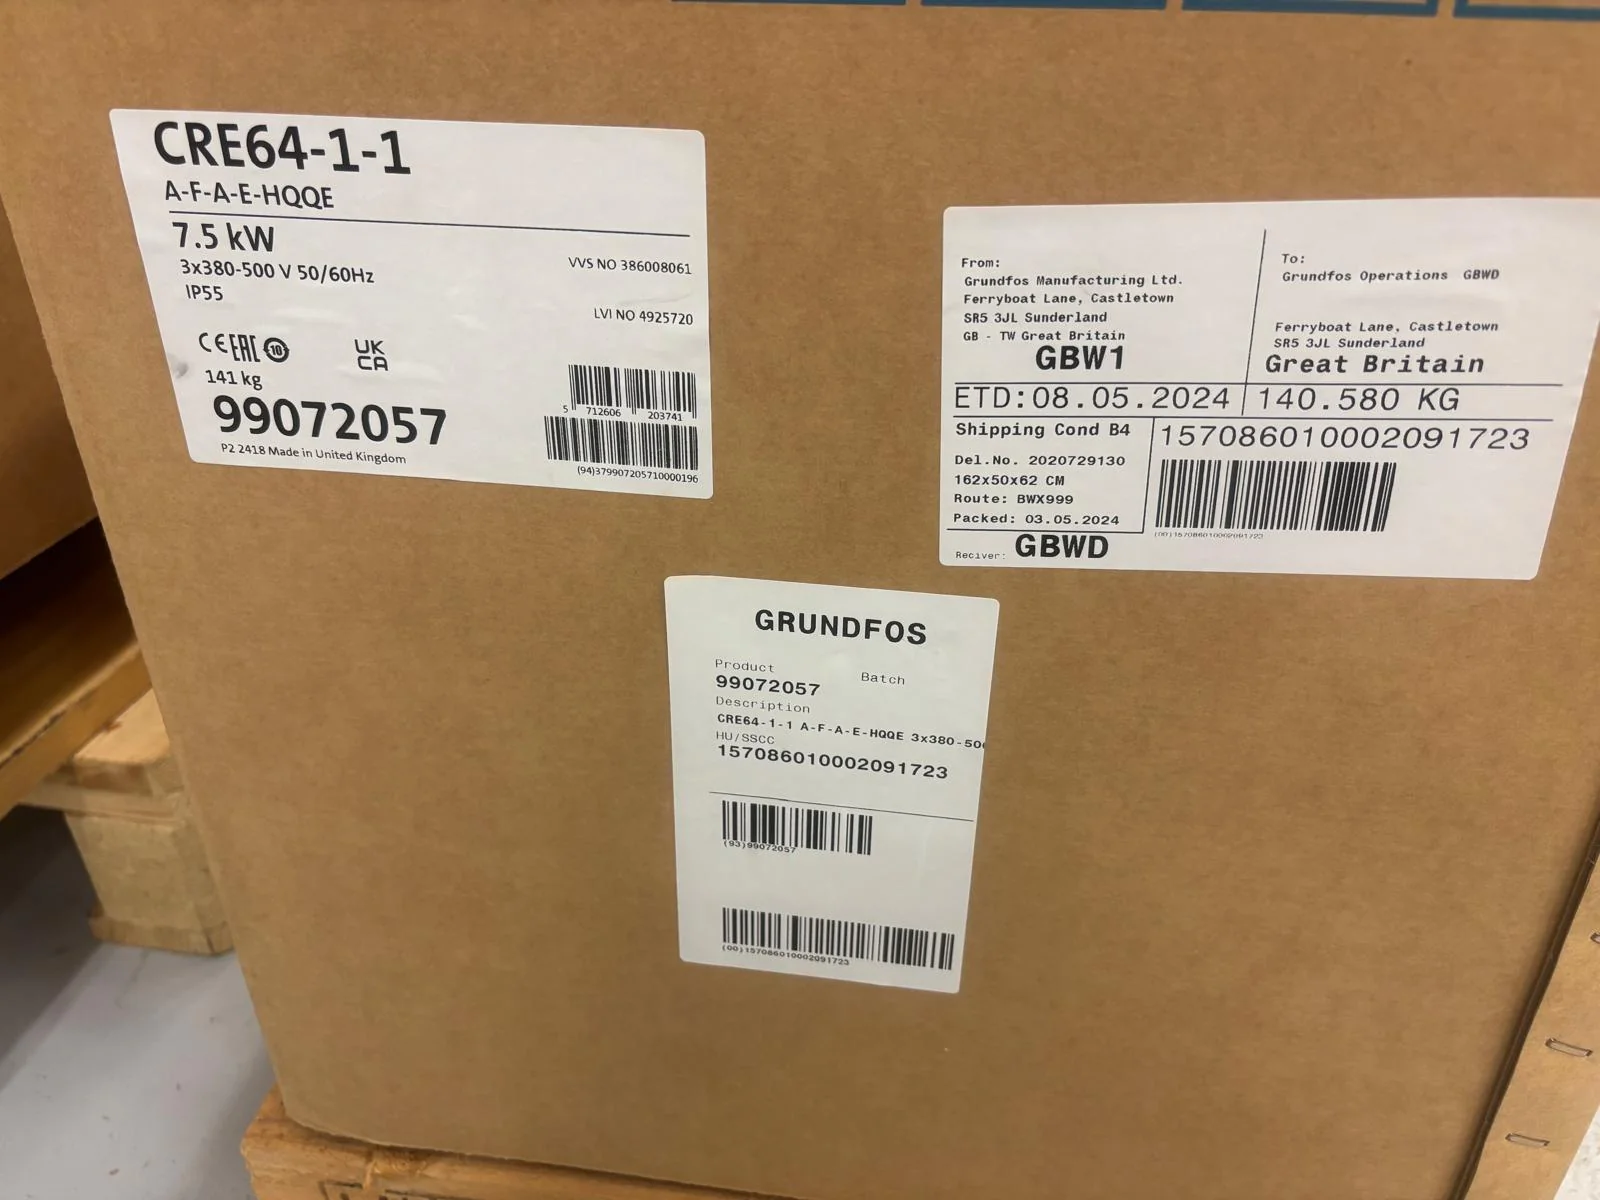 CRE64-1-1
A-F-A-E-HQQE
7.5 kW
3x380-500 V 50/60Hz
IP55
VVS NO 386008061
LVI NO 4925720
CE EAC 10 UK CA
141 kg
99072057
P2 2418 Made in United Kingdom
5 712606 203741
(94)379907205710000196
From:
Grundfos Manufacturing Ltd.
Ferryboat Lane, Castletown
SR5 3JL Sunderland
GB - TW Great Britain
GBW1
To:
Grundfos Operations GBWD
Ferryboat Lane, Castletown
SR5 3JL Sunderland
Great Britain
ETD:08.05.2024
140.580 KG
Shipping Cond B4
Del.No. 2020729130
162x50x62 CM
Route: BWX999
Packed: 03.05.2024
Reciver: GBWD
157086010002091723
(00)157086010002091723
GRUNDFOS
Product
99072057
Batch
Description
CRE64-1-1 A-F-A-E-HQQE 3x380-50
HU/SSCC
157086010002091723
(93)99072057
(00)157086010002091723